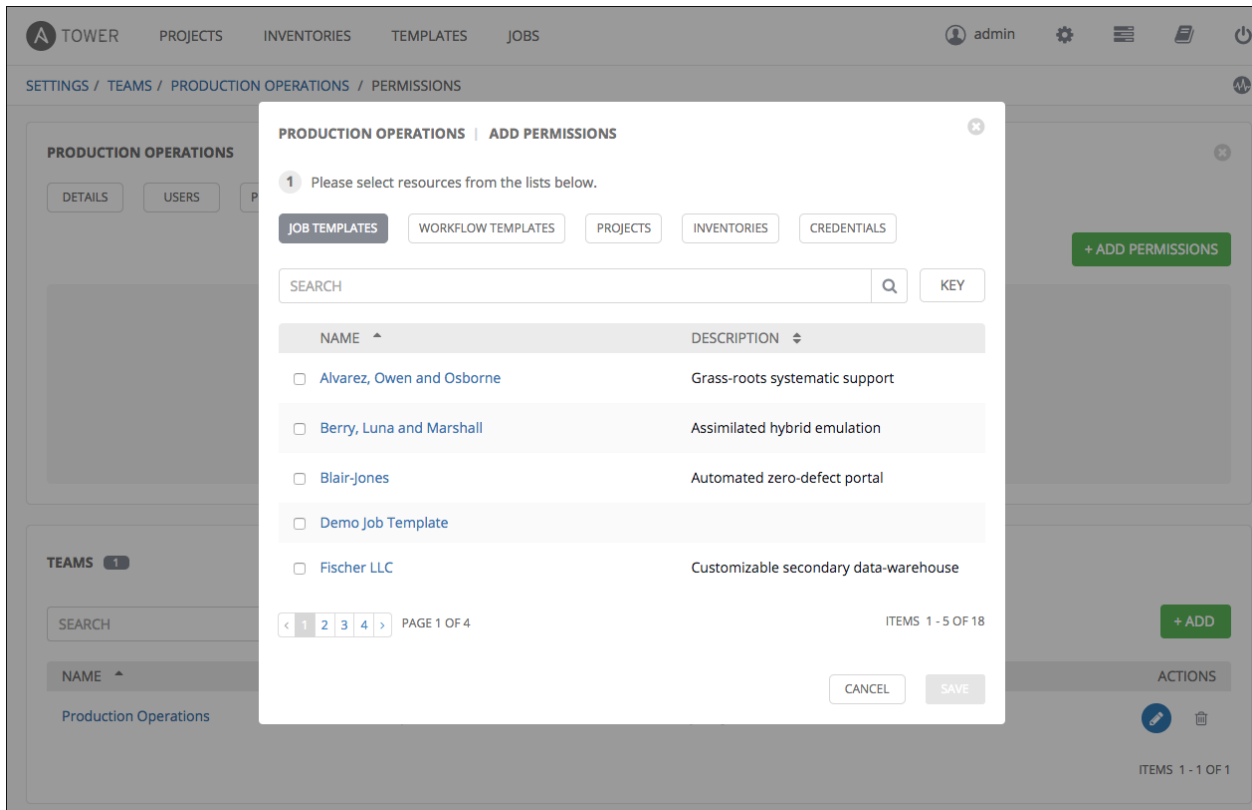 A TOWER PROJECTS INVENTORIES TEMPLATES JOBS admin
SETTINGS / TEAMS / PRODUCTION OPERATIONS / PERMISSIONS
PRODUCTION OPERATIONS
DETAILS USERS P
+ ADD PERMISSIONS
PRODUCTION OPERATIONS | ADD PERMISSIONS
1 Please select resources from the lists below.
JOB TEMPLATES WORKFLOW TEMPLATES PROJECTS INVENTORIES CREDENTIALS
SEARCH KEY
NAME DESCRIPTION
Alvarez, Owen and Osborne Grass-roots systematic support
Berry, Luna and Marshall Assimilated hybrid emulation
Blair-Jones Automated zero-defect portal
Demo Job Template
Fischer LLC Customizable secondary data-warehouse
< 1 2 3 4 > PAGE 1 OF 4 ITEMS 1 - 5 OF 18
CANCEL SAVE
TEAMS 1
SEARCH + ADD
NAME ACTIONS
Production Operations
ITEMS 1 - 1 OF 1